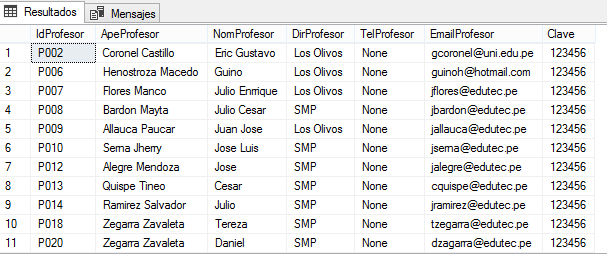 Resultados Mensajes
IdProfesor ApeProfesor NomProfesor DirProfesor TelProfesor EmailProfesor Clave
1 P002 Coronel Castillo Eric Gustavo Los Olivos None gcoronel@uni.edu.pe 123456
2 P006 Henostroza Macedo Guino Los Olivos None guinoh@hotmail.com 123456
3 P007 Flores Manco Julio Enrrique Los Olivos None jflores@edutec.pe 123456
4 P008 Bardon Mayta Julio Cesar SMP None jbardon@edutec.pe 123456
5 P009 Allauca Paucar Juan Jose Los Olivos None jallauca@edutec.pe 123456
6 P010 Serna Jherry Jose Luis SMP None jserna@edutec.pe 123456
7 P012 Alegre Mendoza Jose SMP None jalegre@edutec.pe 123456
8 P013 Quispe Tineo Cesar SMP None cquispe@edutec.pe 123456
9 P014 Ramirez Salvador Julio SMP None jramirez@edutec.pe 123456
10 P018 Zegarra Zavaleta Tereza SMP None tzegarra@edutec.pe 123456
11 P020 Zegarra Zavaleta Daniel SMP None dzagarra@edutec.pe 123456